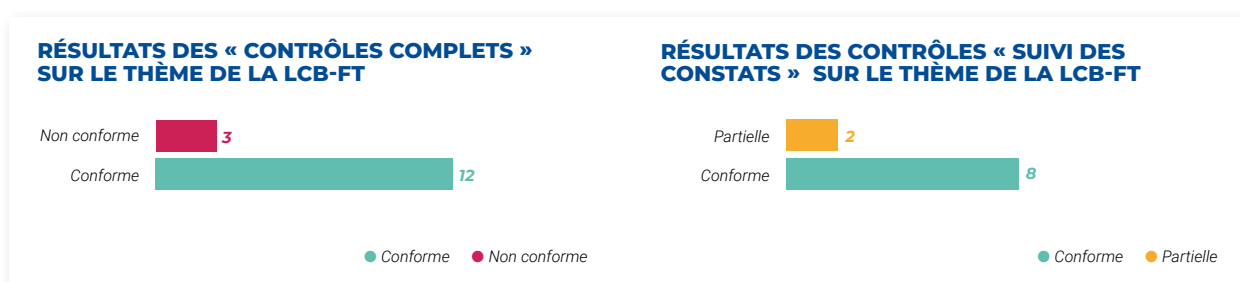 RÉSULTATS DES « CONTRÔLES COMPLETS »
SUR LE THÈME DE LA LCB-FT
Non conforme 3
Conforme 12
Conforme Non conforme
RÉSULTATS DES CONTRÔLES « SUIVI DES
CONSTATS » SUR LE THÈME DE LA LCB-FT
Partielle 2
Conforme 8
Conforme Partielle